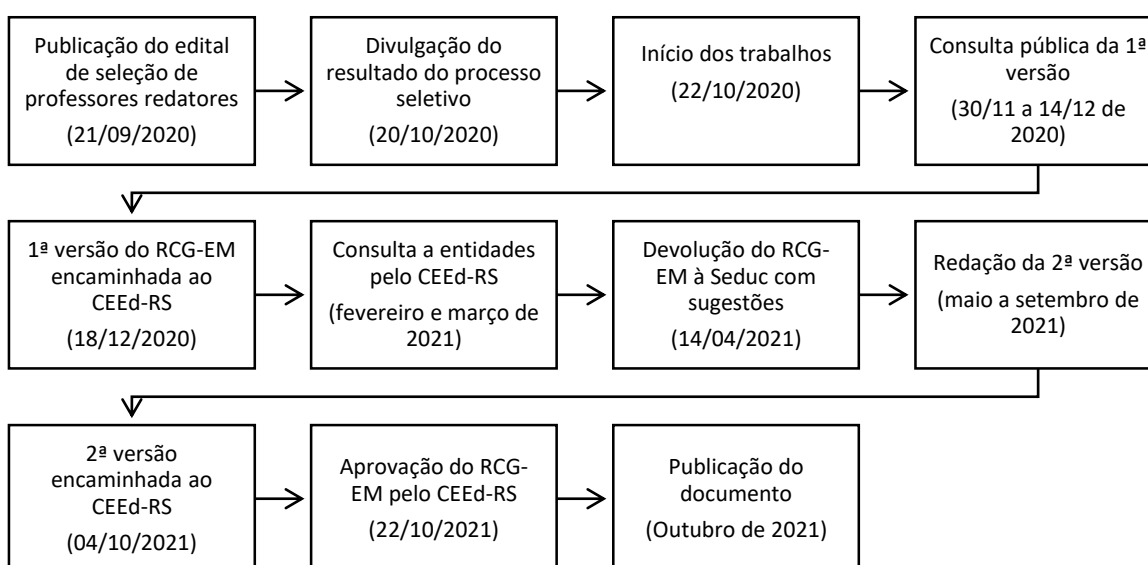 Publicação do edital
de seleção de
professores redatores
(21/09/2020)
Divulgação do
resultado do processo
seletivo
(20/10/2020)
Início dos trabalhos
(22/10/2020)
Consulta pública da 1ª
versão
(30/11 a 14/12 de
2020)
1ª versão do RCG-EM
encaminhada ao
CEEd-RS
(18/12/2020)
Consulta a entidades
pelo CEEd-RS
(fevereiro e março de
2021)
Devolução do RCG-
EM à Seduc com
sugestões
(14/04/2021)
Redação da 2ª versão
(maio a setembro de
2021)
2ª versão
encaminhada ao
CEEd-RS
(04/10/2021)
Aprovação do RCG-
EM pelo CEEd-RS
(22/10/2021)
Publicação do
documento
(Outubro de 2021)